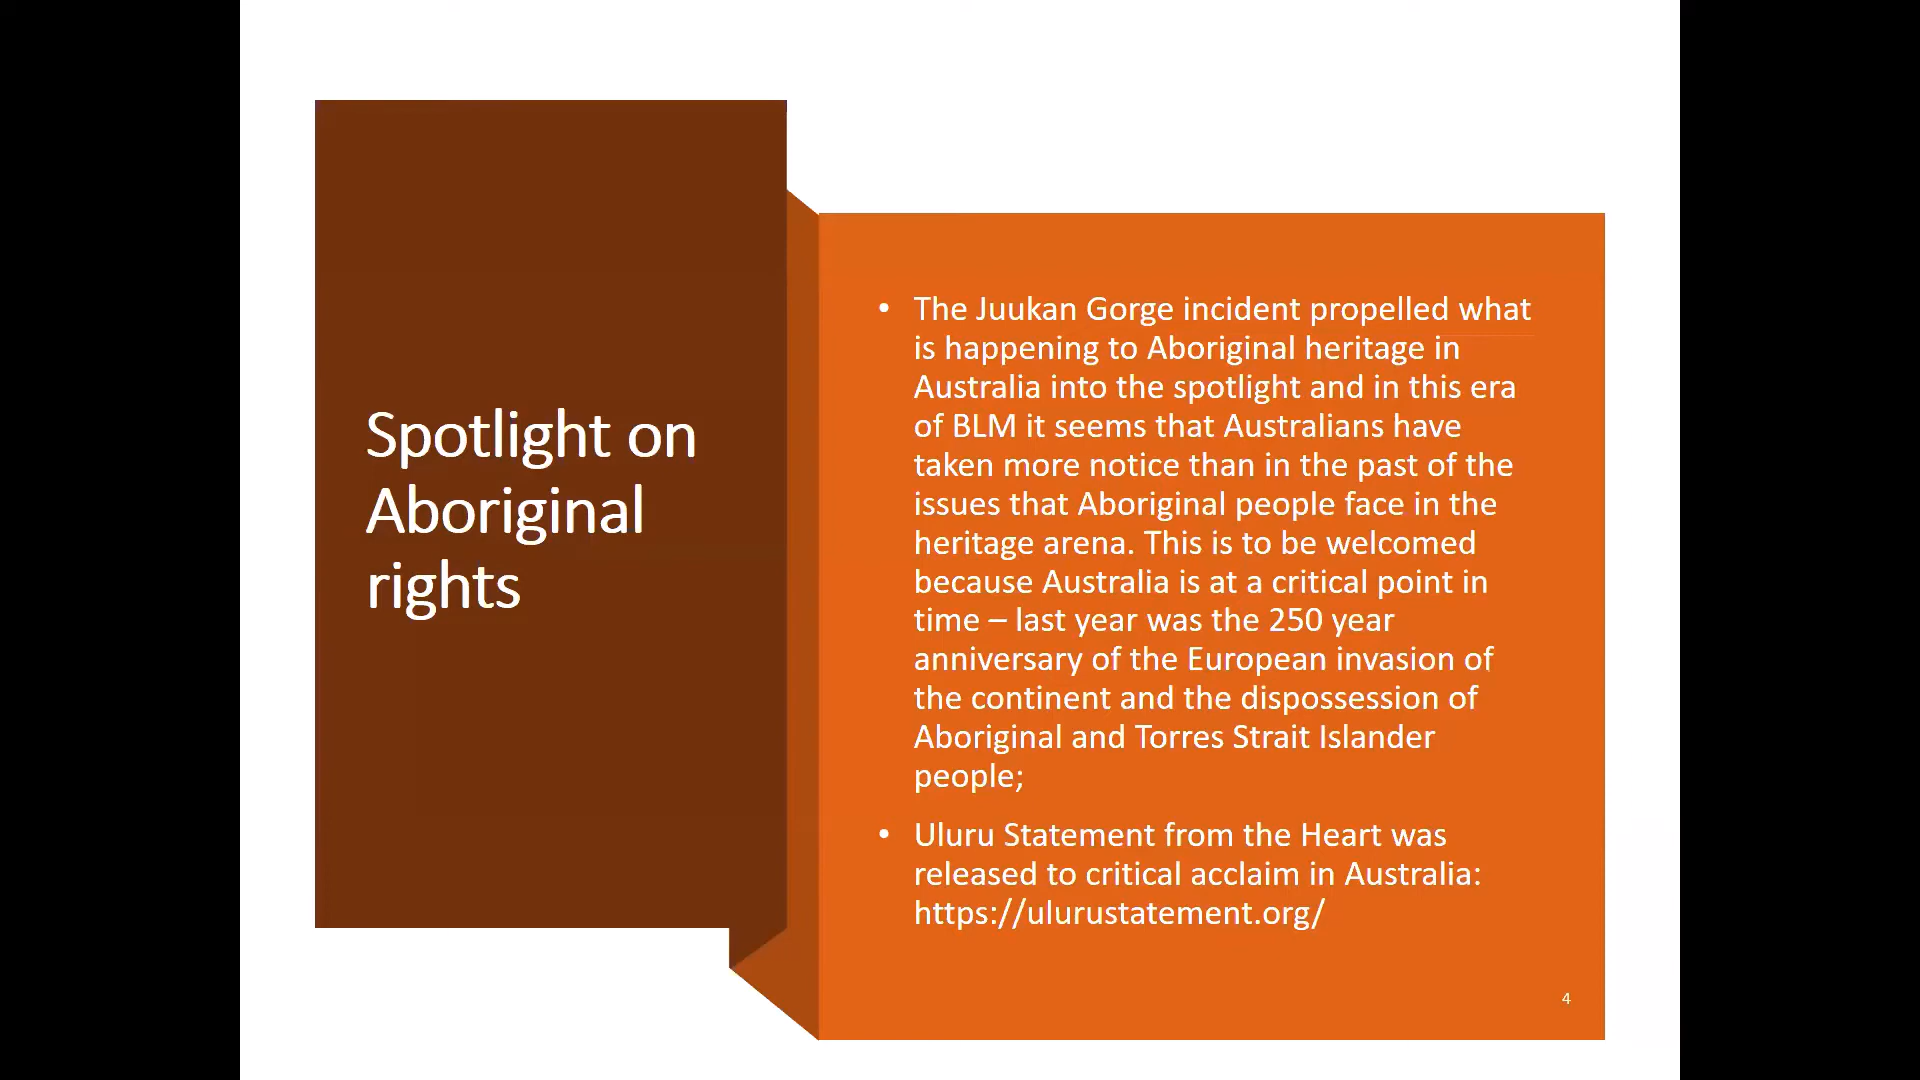 Spotlight on
Aboriginal
rights
• The Juukan Gorge incident propelled what
is happening to Aboriginal heritage in
Australia into the spotlight and in this era
of BLM it seems that Australians have
taken more notice than in the past of the
issues that Aboriginal people face in the
heritage arena. This is to be welcomed
because Australia is at a critical point in
time – last year was the 250 year
anniversary of the European invasion of
the continent and the dispossession of
Aboriginal and Torres Strait Islander
people;
• Uluru Statement from the Heart was
released to critical acclaim in Australia:
https://ulurustatement.org/
4